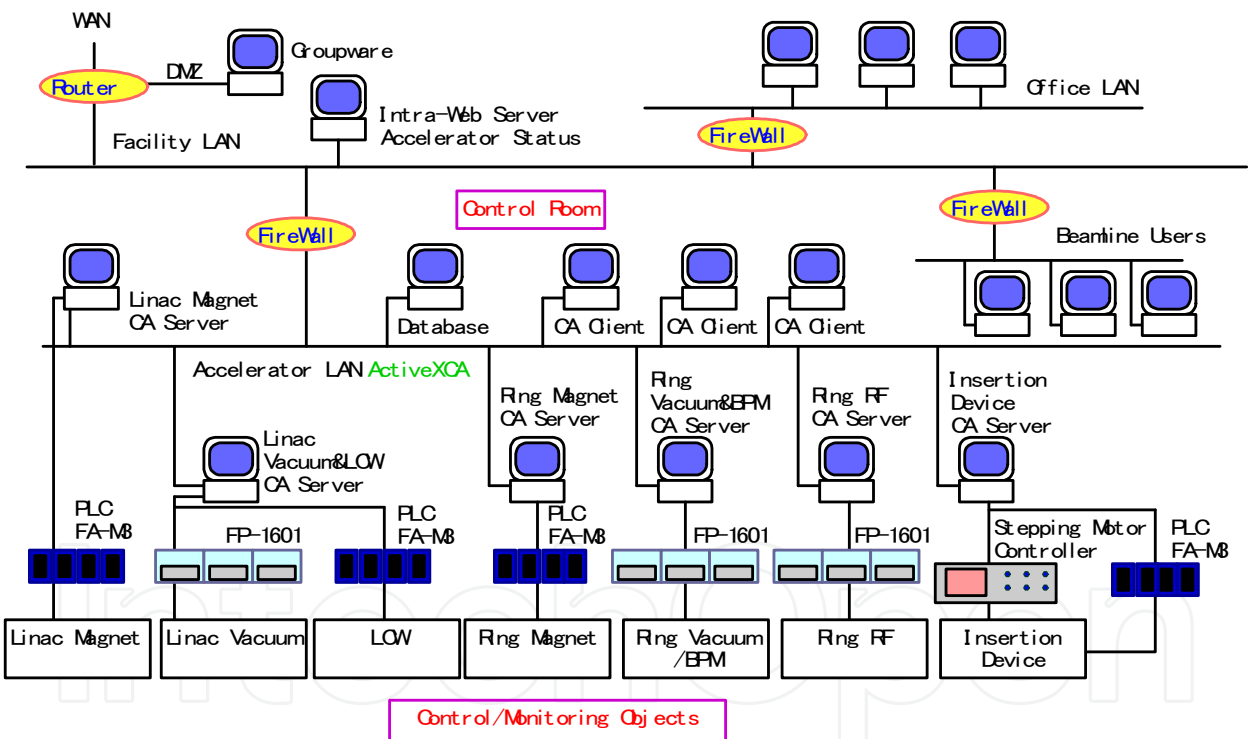 WAN
Groupware
DMZ
Router
Office LAN
Intra-Web Server
Accelerator Status
FireWall
Facility LAN
Control Room
FireWall
FireWall
Beamline Users
Linac Magnet
CA Server
Database
CA Client
CA Client
CA Client
Accelerator LAN ActiveXCA
Ring Magnet
CA Server
Ring
Vacuum&BPM
CA Server
Ring RF
CA Server
Insertion
Device
CA Server
Linac
Vacuum&LCW
CA Server
PLC
FA-M3
FP-1601
PLC
FA-M3
PLC
FA-M3
FP-1601
FP-1601
Stepping Motor
Controller
PLC
FA-M3
Linac Magnet
Linac Vacuum
LCW
Ring Magnet
Ring Vacuum
/BPM
Ring RF
Insertion
Device
IntechOpen
Control/Monitoring Objects